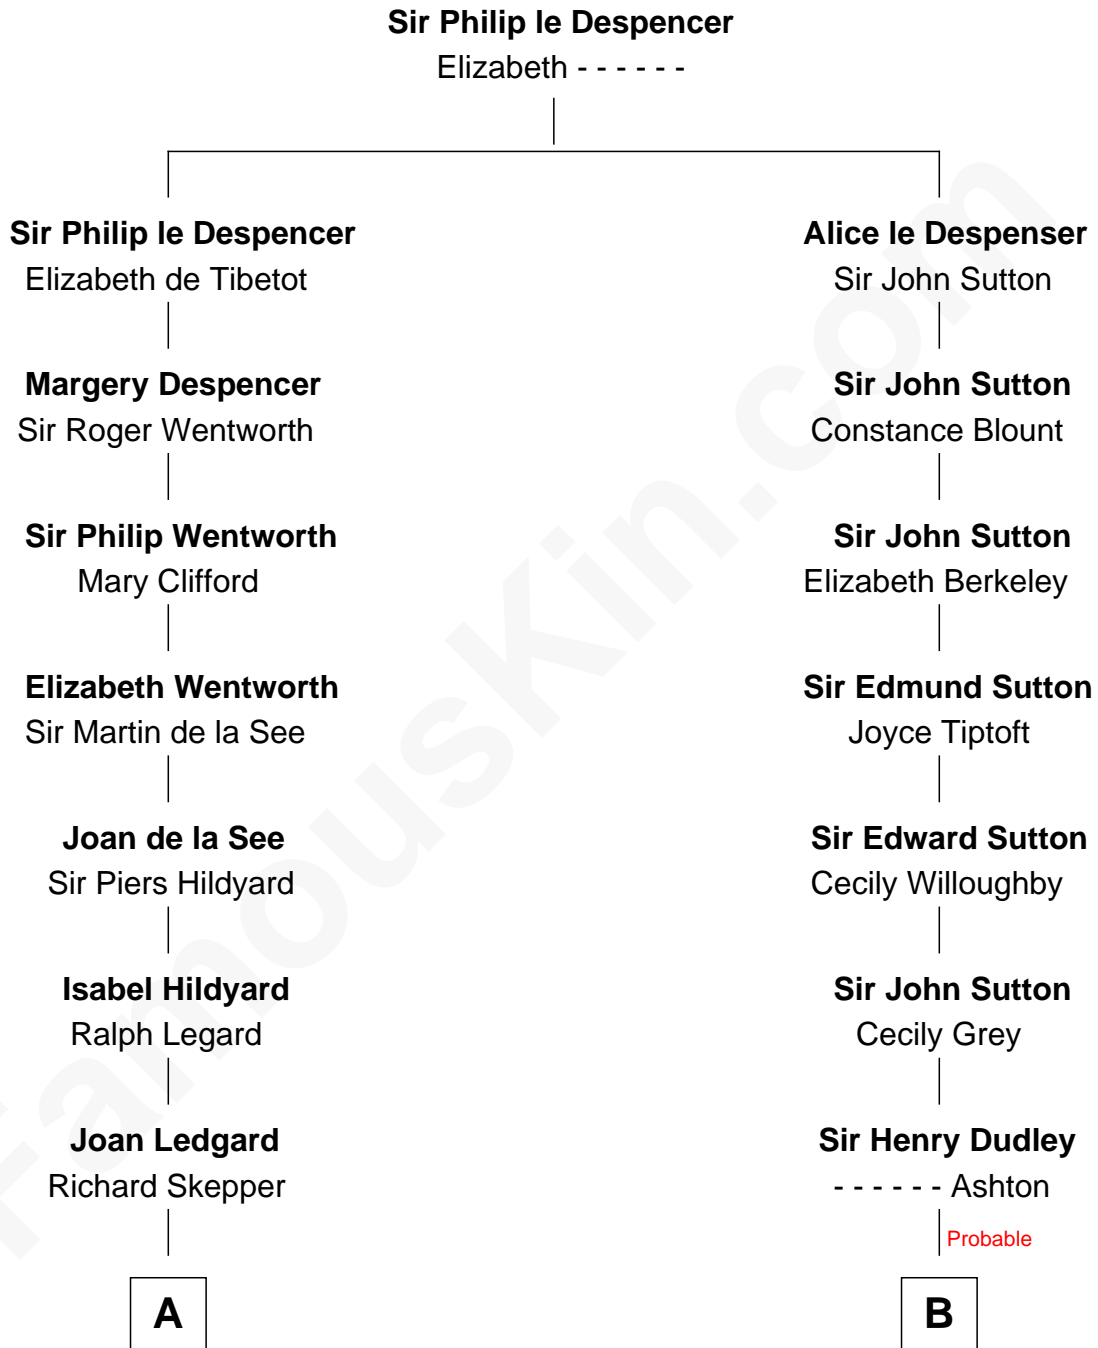 Sir Philip le Despencer
Elizabeth - - - - - -
Sir Philip le Despencer
Elizabeth de Tibetot
Margery Despencer
Sir Roger Wentworth
Sir Philip Wentworth
Mary Clifford
Elizabeth Wentworth
Sir Martin de la See
Joan de la See
Sir Piers Hildyard
Isabel Hildyard
Ralph Legard
Joan Ledgard
Richard Skepper
A
Alice le Despenser
Sir John Sutton
Sir John Sutton
Constance Blount
Sir John Sutton
Elizabeth Berkeley
Sir Edmund Sutton
Joyce Tiptoft
Sir Edward Sutton
Cecily Willoughby
Sir John Sutton
Cecily Grey
Sir Henry Dudley
- - - - - - Ashton
Probable
B
FamousKin.com